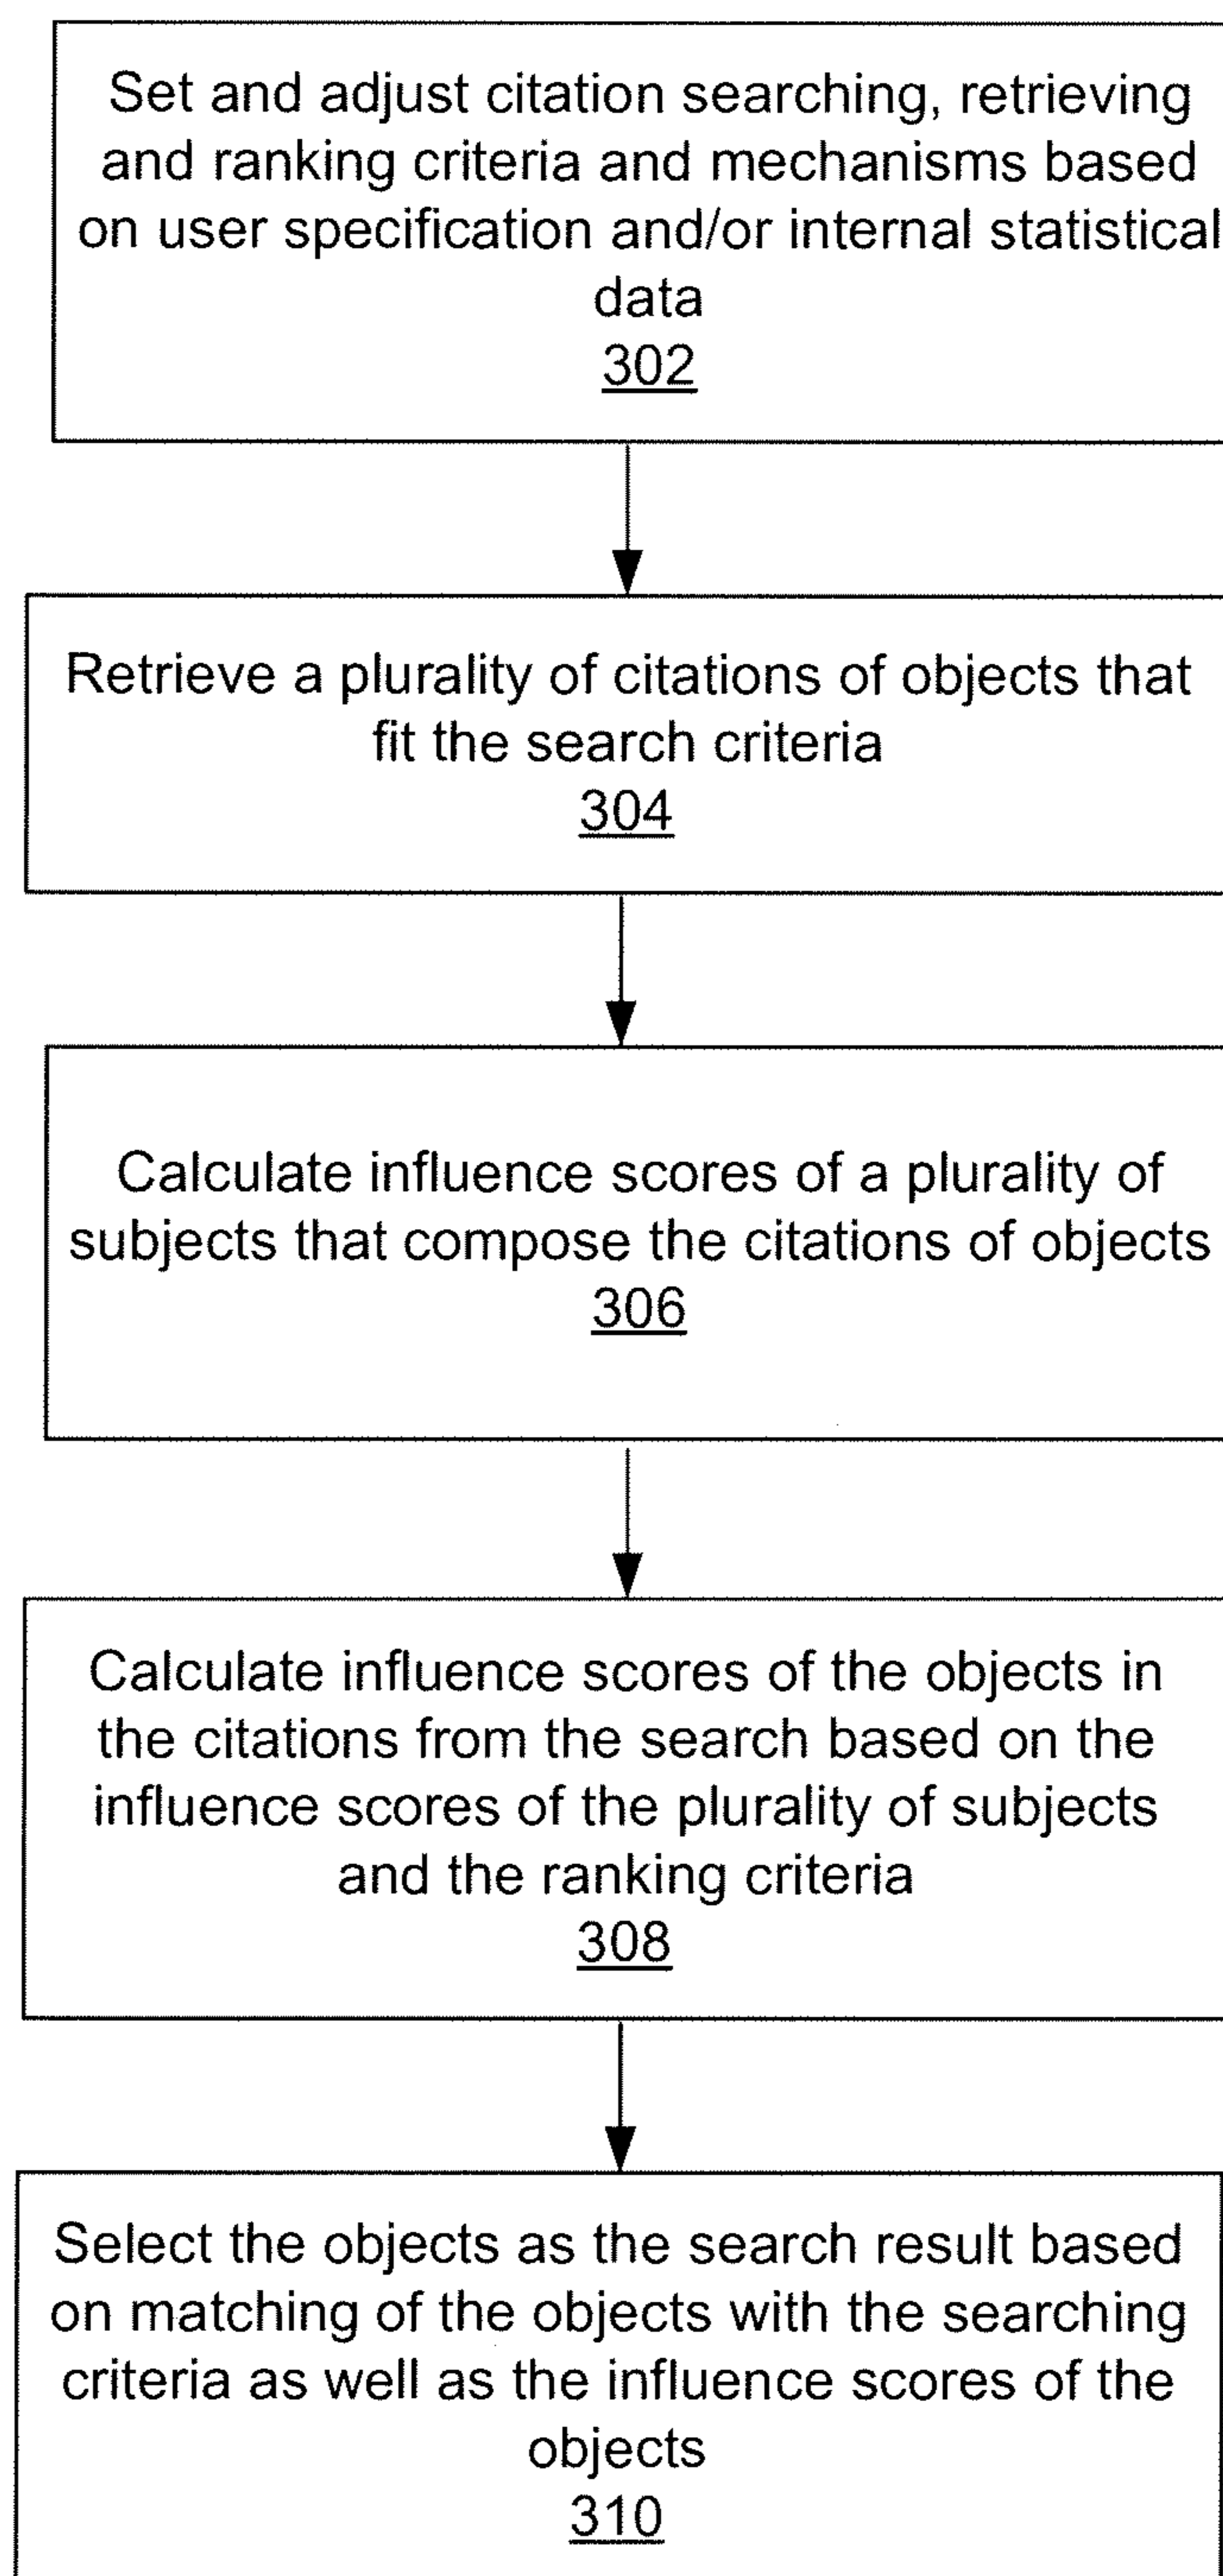 Set and adjust citation searching, retrieving
and ranking criteria and mechanisms based
on user specification and/or internal statistical
data
302
Retrieve a plurality of citations of objects that
fit the search criteria
304
Calculate influence scores of a plurality of
subjects that compose the citations of objects
306
Calculate influence scores of the objects in
the citations from the search based on the
influence scores of the plurality of subjects
and the ranking criteria
308
Select the objects as the search result based
on matching of the objects with the searching
criteria as well as the influence scores of the
objects
310